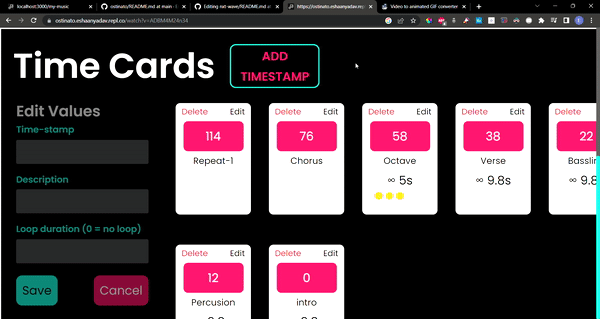 localhost:3000/my-music
ostinato/README.md at main
Editing nat-wave/README.md at
https://ostinato.eshaanyadav.repl
Video to animated GIF converter
ostinato.eshaanyadav.repl.co/watch?v=ADBM4M24n34
Time Cards
ADD
TIMESTAMP
Edit Values
Time-stamp
Description
Loop duration (0 = no loop)
Save
Cancel
Delete Edit
114
Repeat-1
Delete Edit
76
Chorus
Delete Edit
58
Octave
∞ 5s
Delete Edit
38
Verse
∞ 9.8s
Delete
22
Basslin
∞ 9.8
Delete Edit
12
Percusion
Delete Edit
0
intro